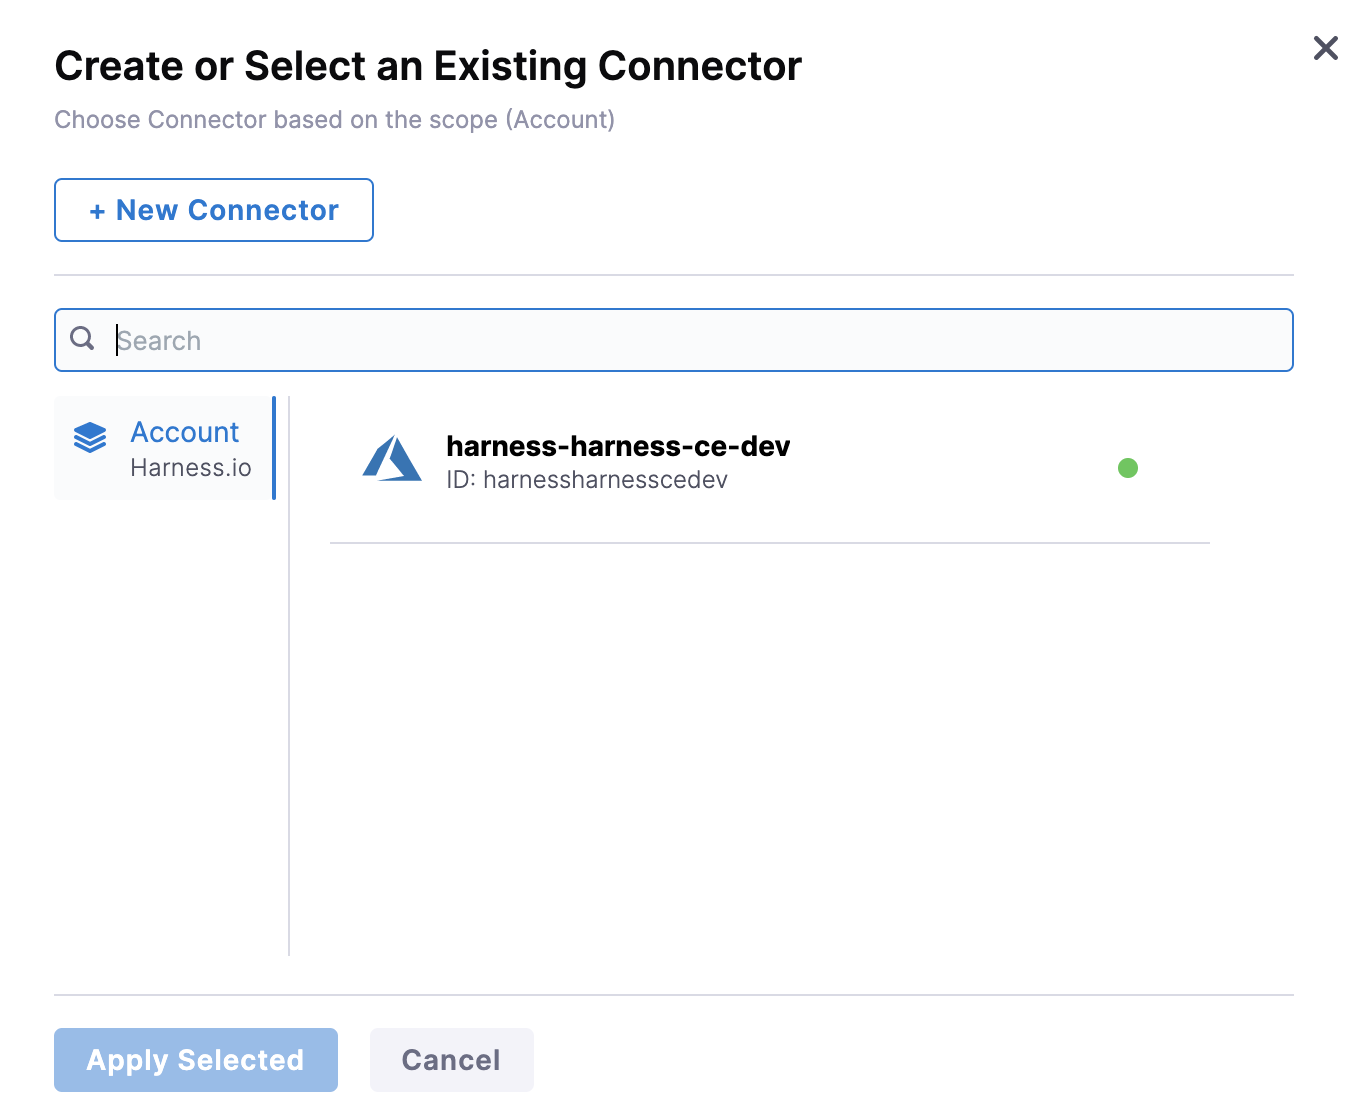 Create or Select an Existing Connector
Choose Connector based on the scope (Account)
+ New Connector
Search
Account
Harness.io
harness-harness-ce-dev
ID: harnessharnesscedev
Apply Selected
Cancel